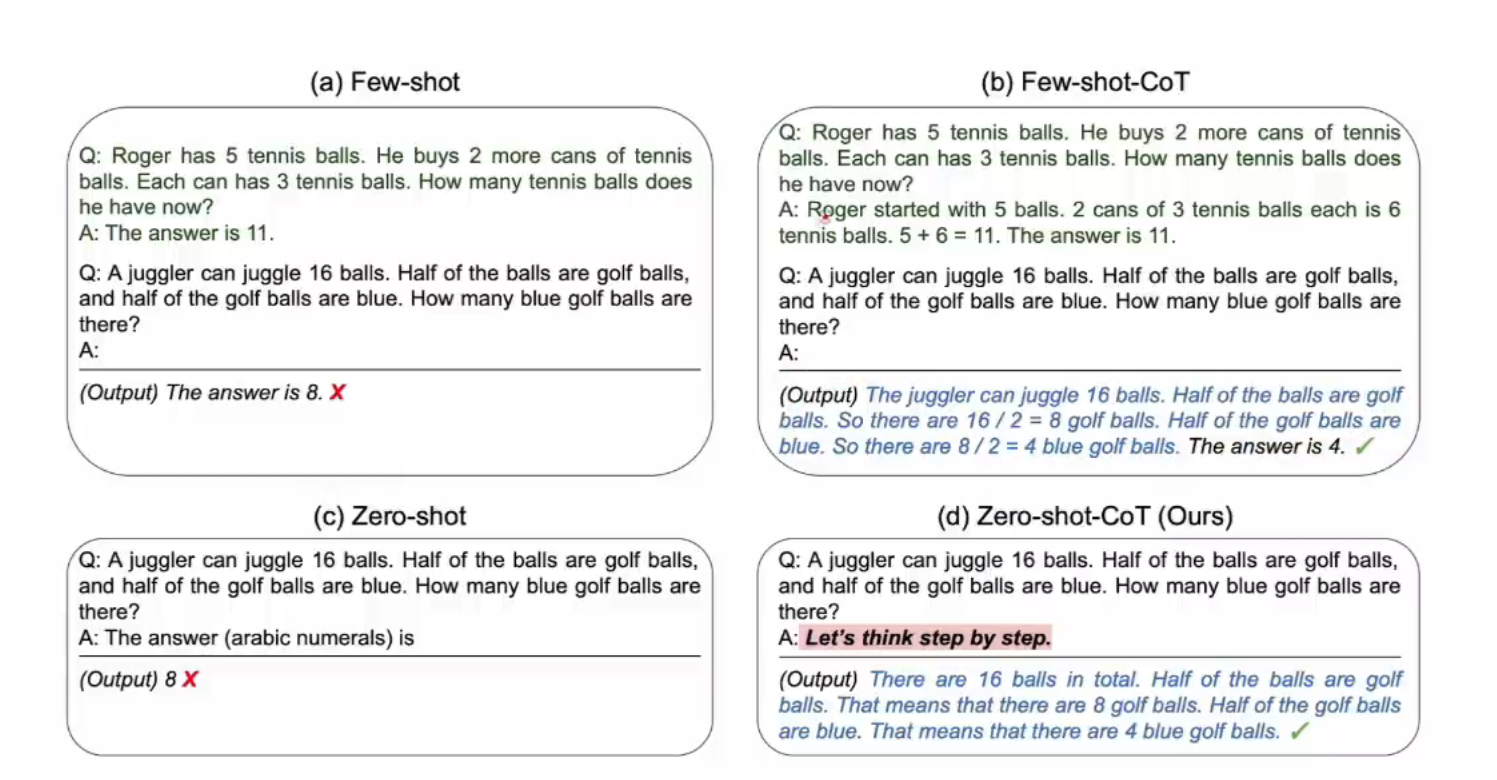 (a) Few-shot
Q: Roger has 5 tennis balls. He buys 2 more cans of tennis
balls. Each can has 3 tennis balls. How many tennis balls does
he have now?
A: The answer is 11.
Q: A juggler can juggle 16 balls. Half of the balls are golf balls,
and half of the golf balls are blue. How many blue golf balls are
there?
A:
(Output) The answer is 8. ✗
(b) Few-shot-CoT
Q: Roger has 5 tennis balls. He buys 2 more cans of tennis
balls. Each can has 3 tennis balls. How many tennis balls does
he have now?
A: Roger started with 5 balls. 2 cans of 3 tennis balls each is 6
tennis balls. 5 + 6 = 11. The answer is 11.
Q: A juggler can juggle 16 balls. Half of the balls are golf balls,
and half of the golf balls are blue. How many blue golf balls are
there?
A:
(Output) The juggler can juggle 16 balls. Half of the balls are golf
balls. So there are 16 / 2 = 8 golf balls. Half of the golf balls are
blue. So there are 8 / 2 = 4 blue golf balls. The answer is 4. ✓
(c) Zero-shot
Q: A juggler can juggle 16 balls. Half of the balls are golf balls,
and half of the golf balls are blue. How many blue golf balls are
there?
A: The answer (arabic numerals) is
(Output) 8 ✗
(d) Zero-shot-CoT (Ours)
Q: A juggler can juggle 16 balls. Half of the balls are golf balls,
and half of the golf balls are blue. How many blue golf balls are
there?
A: Let's think step by step.
(Output) There are 16 balls in total. Half of the balls are golf
balls. That means that there are 8 golf balls. Half of the golf balls
are blue. That means that there are 4 blue golf balls. ✓